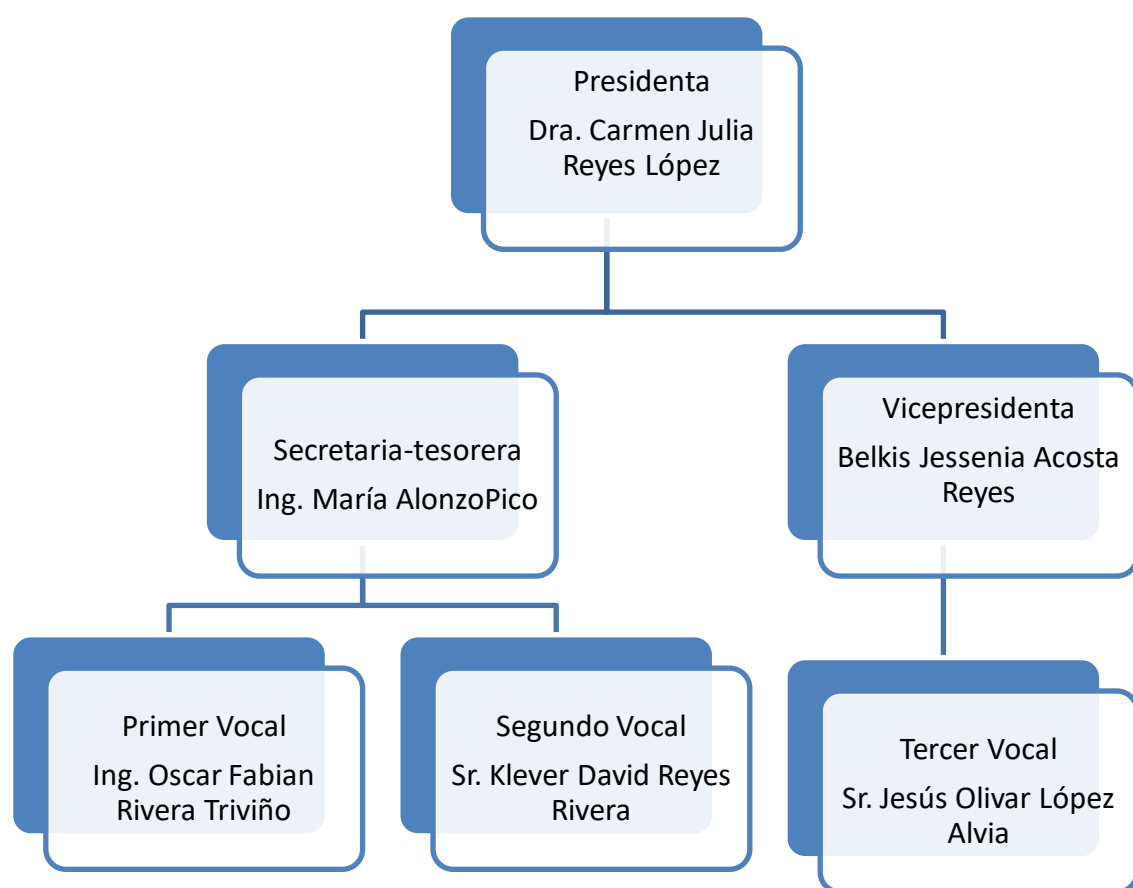 Presidenta
Dra. Carmen Julia
Reyes López
Secretaria-tesorera
Ing. María AlonzoPico
Vicepresidenta
Belkis Jessenia Acosta
Reyes
Primer Vocal
Ing. Oscar Fabian
Rivera Triviño
Segundo Vocal
Sr. Klever David Reyes
Rivera
Tercer Vocal
Sr. Jesús Olivar López
Alvia